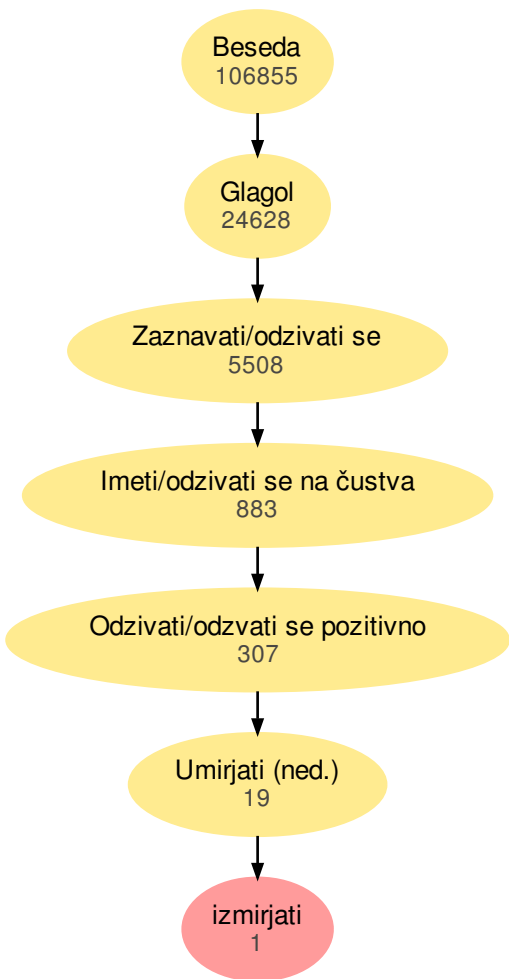 Beseda
106855
Glagol
24628
Zaznavati/odzivati se
5508
Imeti/odzivati se na čustva
883
Odzivati/odzvati se pozitivno
307
Umirjati (ned.)
19
izmirjati
1